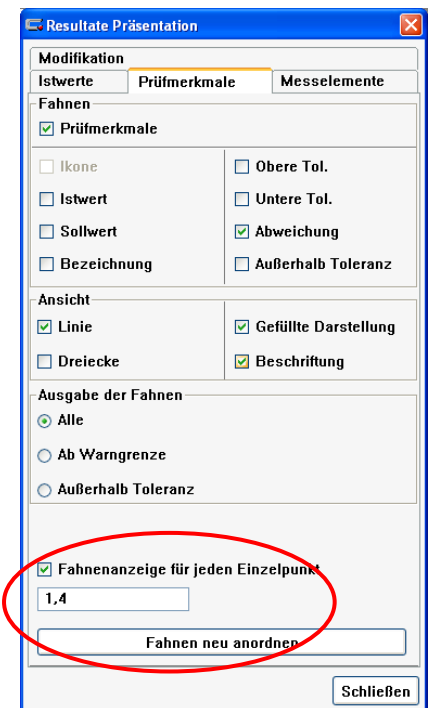 Resultate Präsentation
Modifikation
Istwerte Prüfmerkmale Messelemente
Fahnen
Prüfmerkmale
Ikone Obere Tol.
Istwert Untere Tol.
Sollwert Abweichung
Bezeichnung Außerhalb Toleranz
Ansicht
Linie Gefüllte Darstellung
Dreiecke Beschriftung
Ausgabe der Fahnen
Alle
Ab Warngrenze
Außerhalb Toleranz
Fahnenanzeige für jeden Einzelpunkt
1,4
Fahnen neu anordnen
Schließen